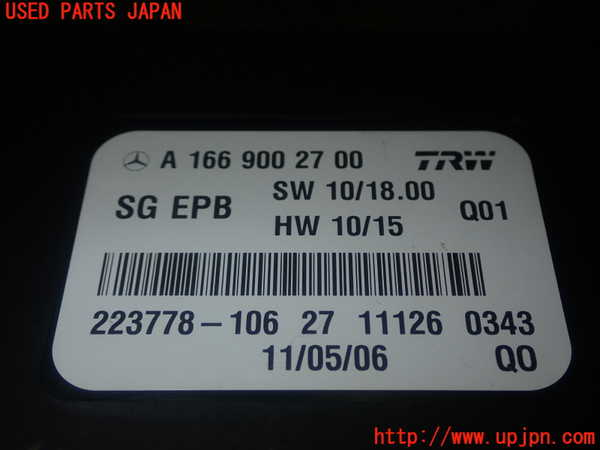 USED PARTS JAPAN
A 166 900 27 00 TRW
SG EPB SW 10/18.00 Q01
HW 10/15
223778-106 27 11126 0343
11/05/06 QO
http://www.upjpn.com/